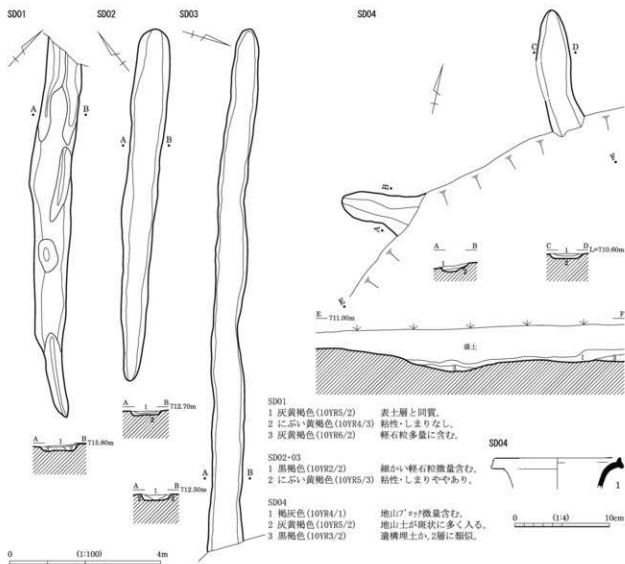 SD01
SD02
SD03
SD04
A
B
A
B
A
B
C
D
B
A
F
E
A
B
1
2
C
D
1
2
L=710.60m
E
711.00m
F
盛土
1
3
3
A
B
715.80m
A
1
B
2
712.70m
A
1
B
712.50m
SD01
1 灰黄褐色(10YR5/2) 表土層と同質。
2 にぶい黄褐色(10YR4/3) 粘性・しまりなし。
3 灰黄褐色(10YR6/2) 軽石粒多量に含む。
SD02・03
1 黒褐色(10YR2/2) 細かい軽石粒微量含む。
2 にぶい黄褐色(10YR5/3) 粘性・しまりややあり。
SD04
1 褐灰色(10YR4/1) 地山ブロック微量含む。
2 灰黄褐色(10YR5/2) 地山土が斑状に多く入る。
3 黒褐色(10YR3/2) 遺構埋土か、2層に類似。
SD04
1
0 (1:4) 10cm
0 (1:100) 4m